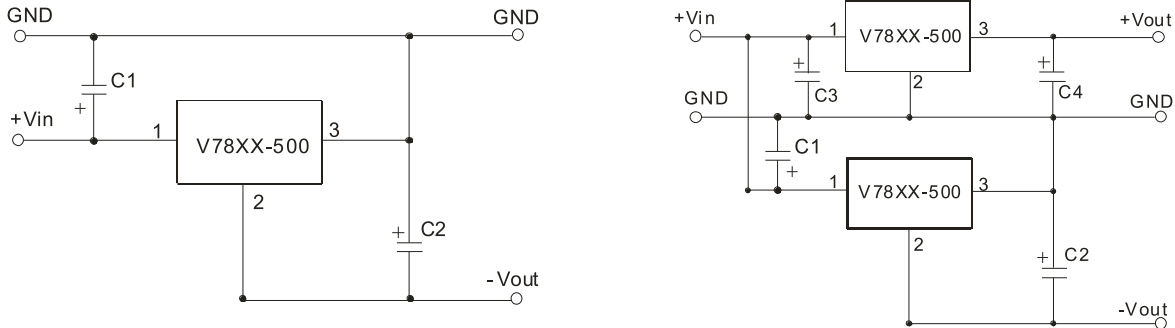 GND
GND
C1
+
+Vin
1
V78XX-500
3
2
+
C2
-Vout
+Vin
1
V78XX-500
3
+Vout
+
2
+
C3
C4
GND
GND
C1
+
1
V78XX-500
3
2
+
C2
-Vout